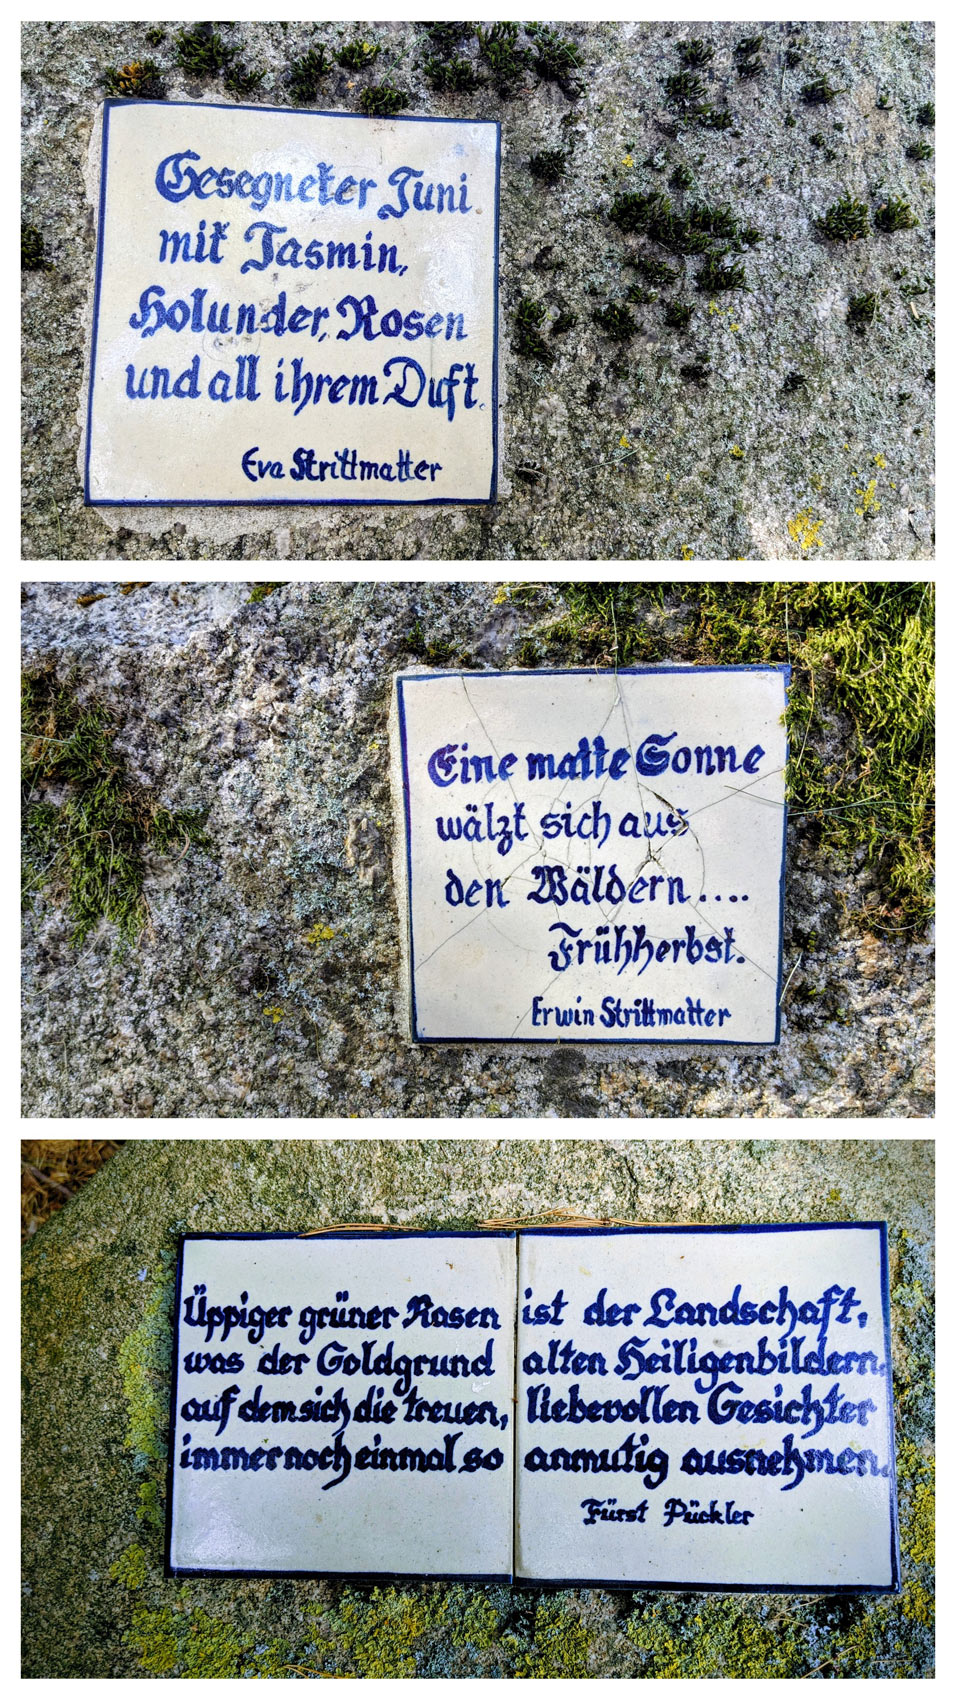 Gesegneter Juni
mit Jasmin,
Holunder, Rosen
und all ihrem Duft.
Eva Strittmatter
Eine matte Sonne
wälzt sich aus
den Wäldern....
Frühherbst.
Erwin Strittmatter
Üppiger grüner Rasen ist der Landschaft,
was der Goldgrund alten Heiligenbildern,
auf dem sich die treuen, liebevollen Gesichter
immer noch einmal so anmutig ausnehmen.
Fürst Pückler